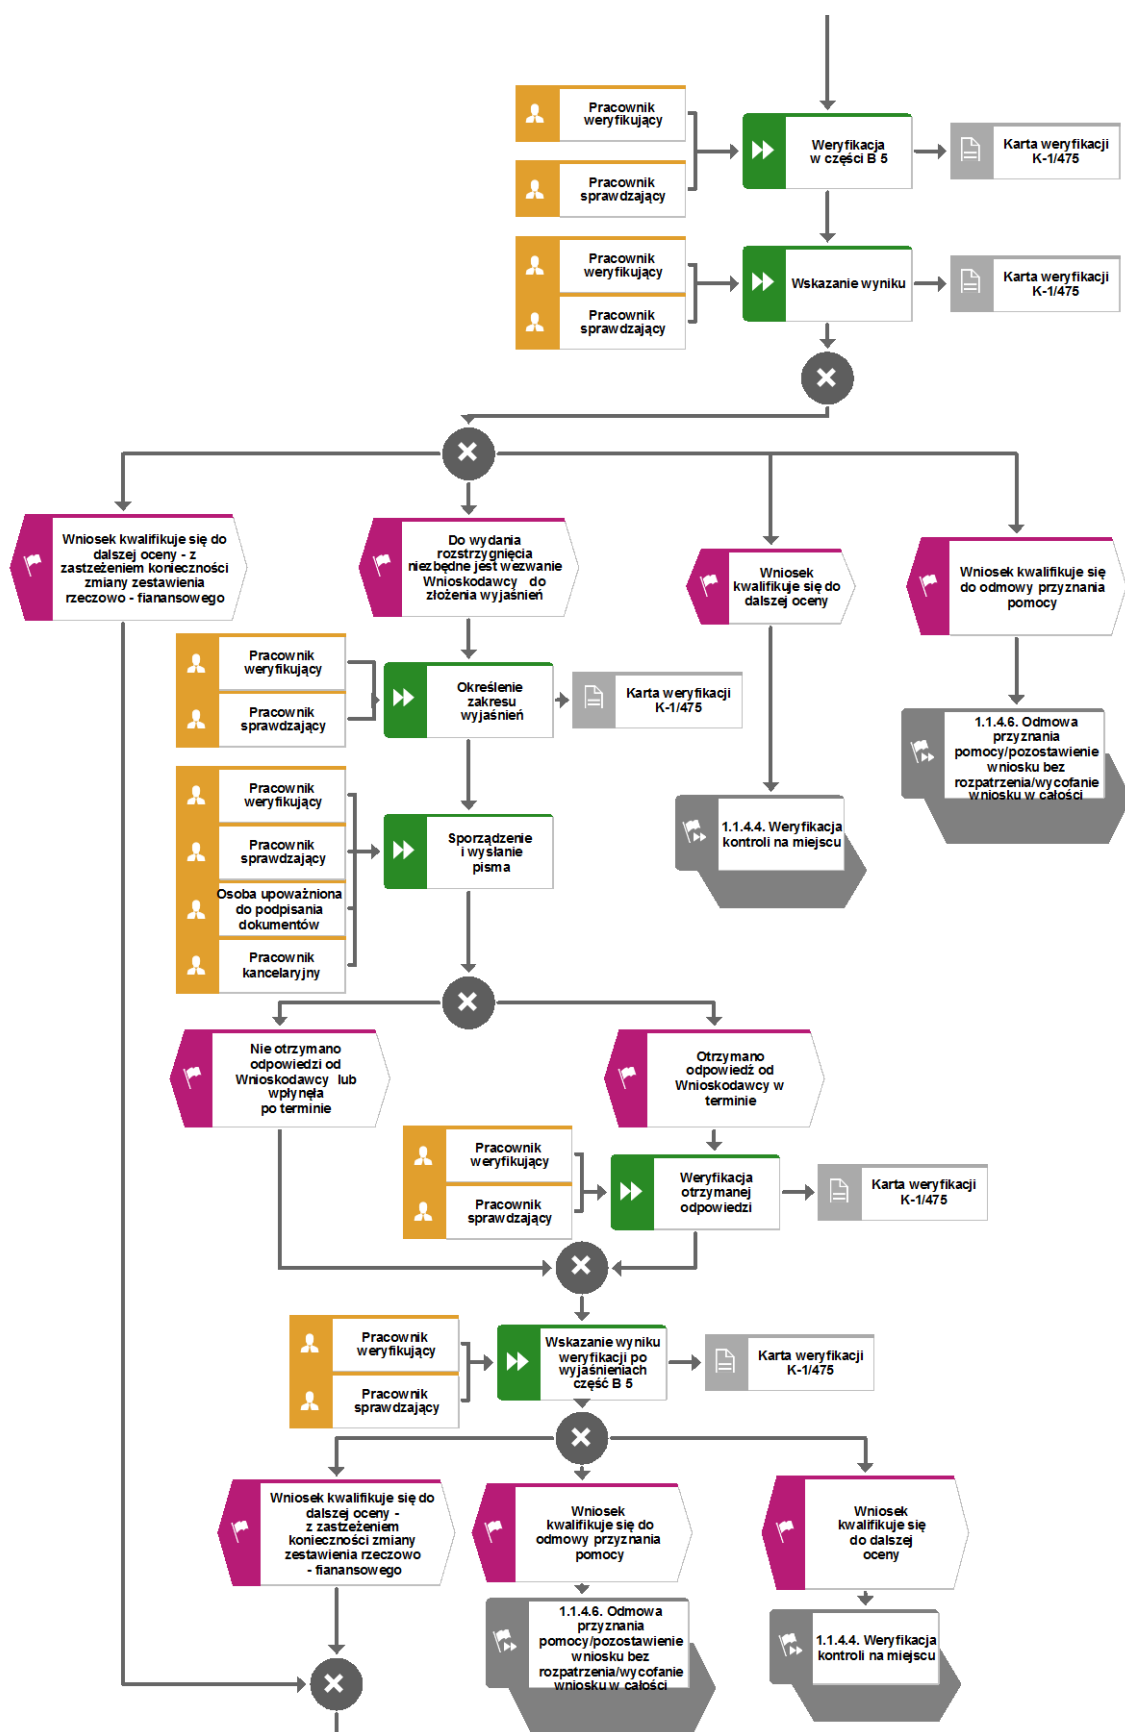 Pracownik
weryfikujący
Pracownik
sprawdzający
Weryfikacja
w części B 5
Karta weryfikacji
K-1/475
Pracownik
weryfikujący
Pracownik
sprawdzający
Wskazanie wyniku
Karta weryfikacji
K-1/475
Wniosek kwalifikuje się do
dalszej oceny - z
zastzeżeniem konieczności
zmiany zestawienia
rzeczowo - fianansowego
Do wydania
rozstrzygnięcia
niezbędne jest wezwanie
Wnioskodawcy do
złożenia wyjaśnień
Wniosek
kwalifikuje się do
dalszej oceny
Wniosek kwalifikuje się
do odmowy przyznania
pomocy
Pracownik
weryfikujący
Pracownik
sprawdzający
Określenie
zakresu
wyjaśnień
Karta weryfikacji
K-1/475
1.1.4.6. Odmowa
przyznania
pomocy/pozostawienie
wniosku bez
rozpatrzenia/wycofanie
wniosku w całości
1.1.4.4. Weryfikacja
kontroli na miejscu
Pracownik
weryfikujący
Pracownik
sprawdzający
Osoba upoważniona
do podpisania
dokumentów
Pracownik
kancelaryjny
Sporządzenie
i wysłanie
pisma
Nie otrzymano
odpowiedzi od
Wnioskodawcy lub
wpłynęła
po terminie
Otrzymano
odpowiedź od
Wnioskodawcy w
terminie
Pracownik
weryfikujący
Pracownik
sprawdzający
Weryfikacja
otrzymanej
odpowiedzi
Karta weryfikacji
K-1/475
Pracownik
weryfikujący
Pracownik
sprawdzający
Wskazanie wyniku
weryfikacji po
wyjaśnieniach
część B 5
Karta weryfikacji
K-1/475
Wniosek kwalifikuje się do
dalszej oceny -
z zastzeżeniem
konieczności zmiany
zestawienia rzeczowo
- fianansowego
Wniosek
kwalifikuje się do
odmowy przyznania
pomocy
Wniosek
kwalifikuje się
do dalszej
oceny
1.1.4.6. Odmowa
przyznania
pomocy/pozostawienie
wniosku bez
rozpatrzenia/wycofanie
wniosku w całości
1.1.4.4. Weryfikacja
kontroli na miejscu